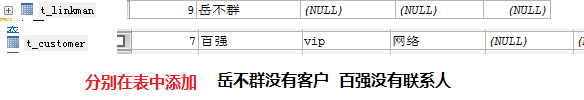 t_linkman 9 岳不群 (NULL) (NULL) (NULL)
t_customer 7 百强 vip 网络 (NULL) (NULL)
分别在表中添加 岳不群没有客户 百强没有联系人